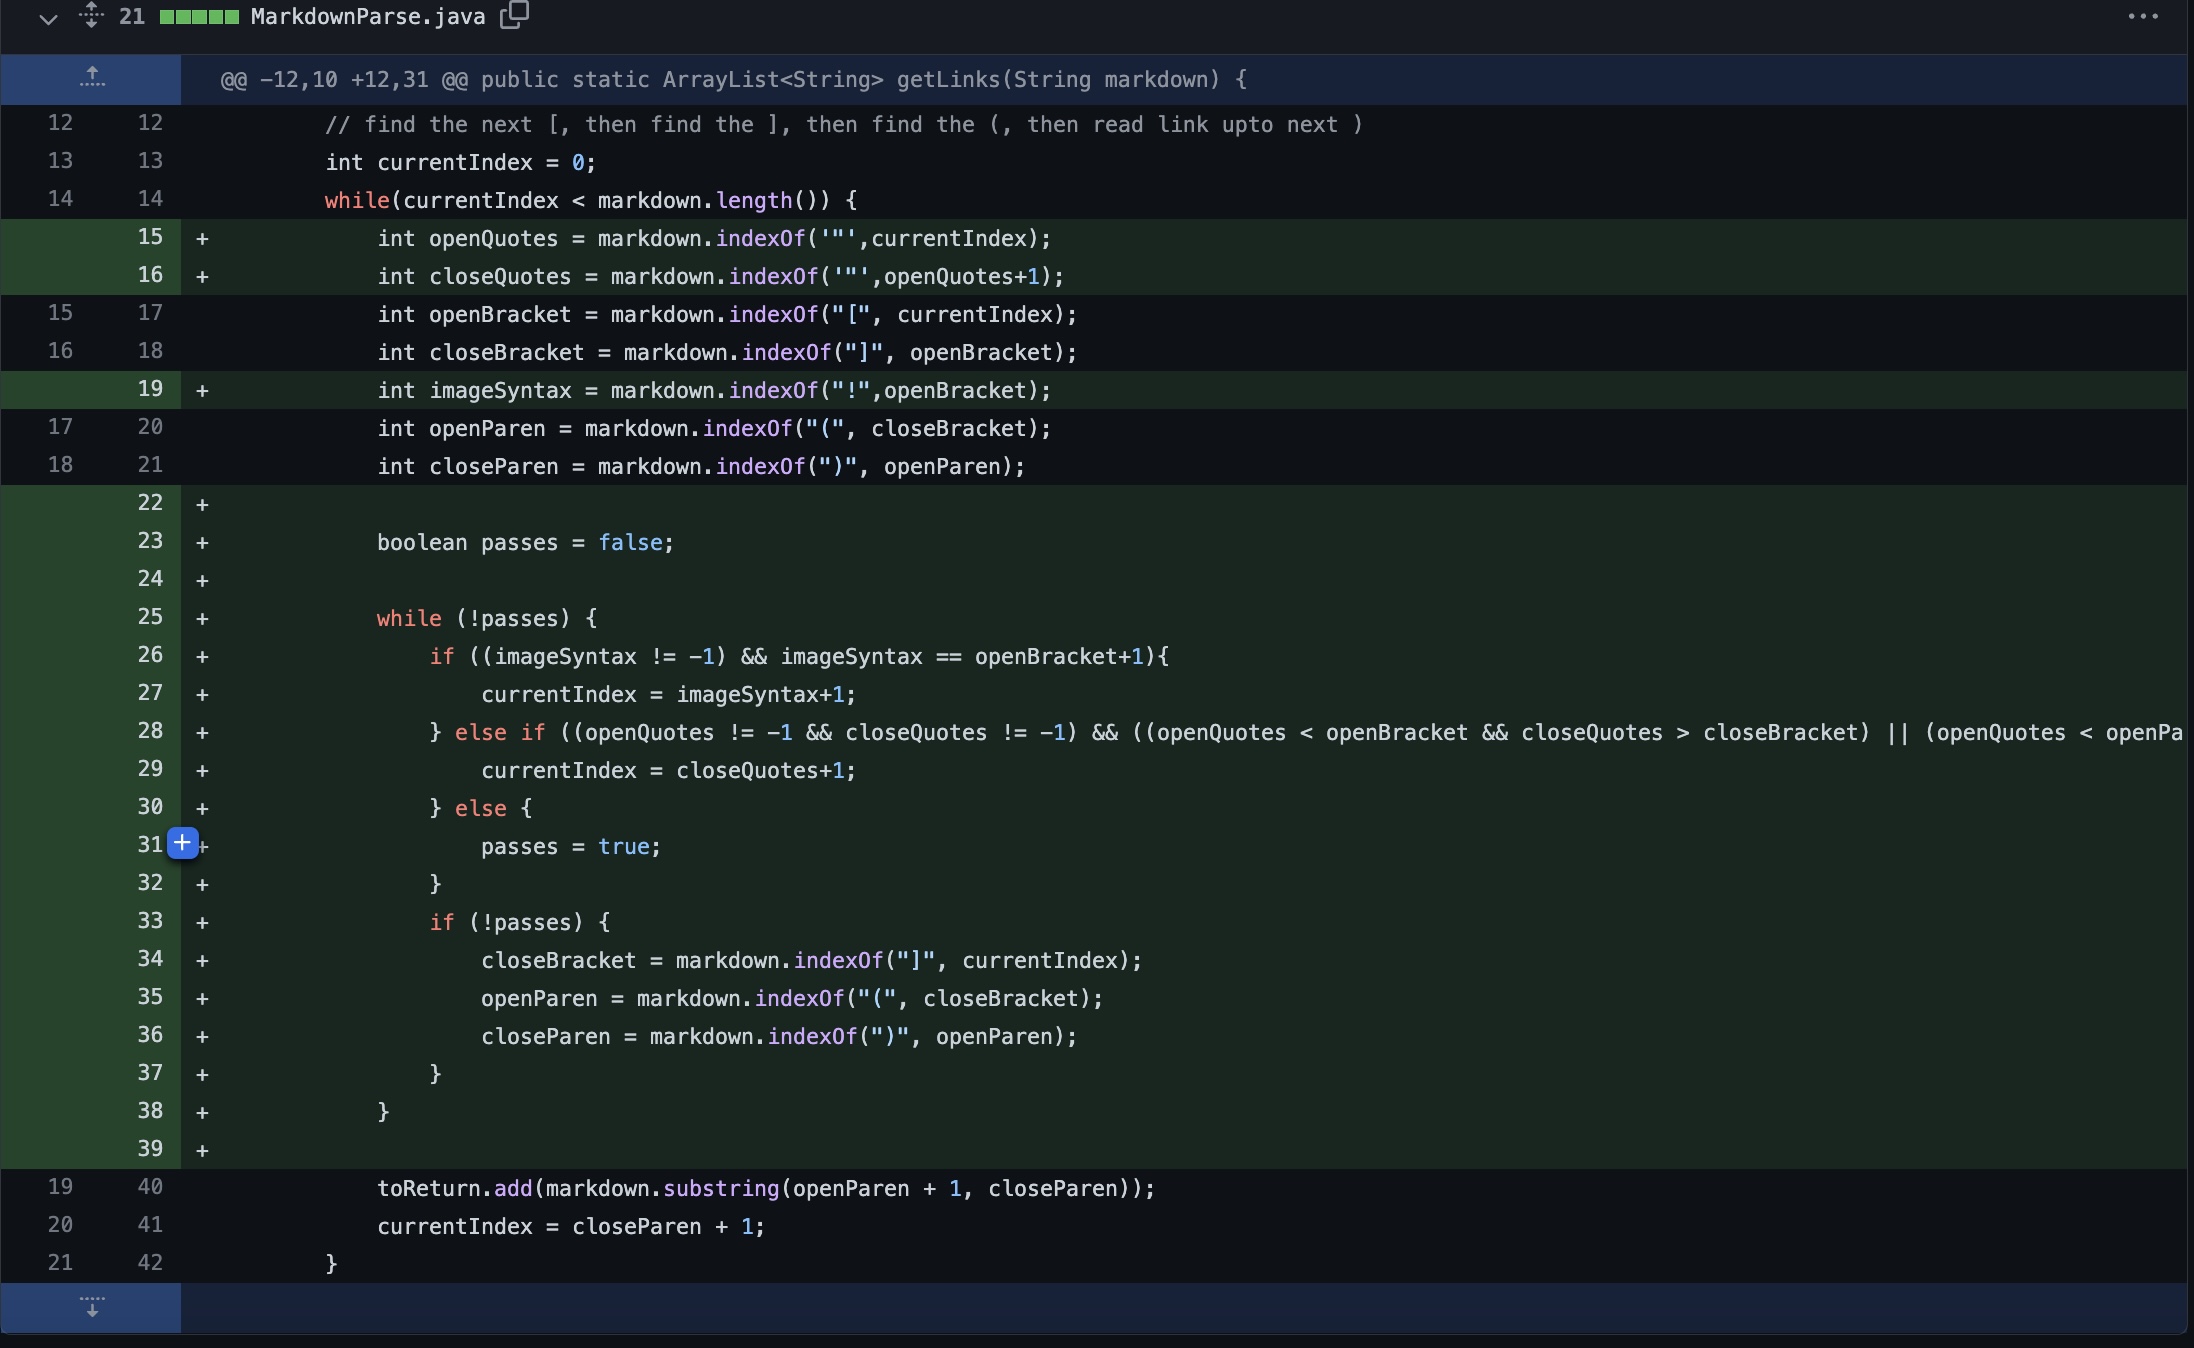 21 MarkdownParse.java
@@ -12,10 +12,31 @@ public static ArrayList<String> getLinks(String markdown) {
12 12 // find the next [, then find the ], then find the (, then read link upto next )
13 13 int currentIndex = 0;
14 14 while(currentIndex < markdown.length()) {
15 + int openQuotes = markdown.indexOf('"',currentIndex);
16 + int closeQuotes = markdown.indexOf('"',openQuotes+1);
15 17 int openBracket = markdown.indexOf("[", currentIndex);
16 18 int closeBracket = markdown.indexOf("]", openBracket);
19 + int imageSyntax = markdown.indexOf("!",openBracket);
17 20 int openParen = markdown.indexOf("(", closeBracket);
18 21 int closeParen = markdown.indexOf(")", openParen);
22 +
23 + boolean passes = false;
24 +
25 + while (!passes) {
26 + if ((imageSyntax != -1) && imageSyntax == openBracket+1){
27 + currentIndex = imageSyntax+1;
28 + } else if ((openQuotes != -1 && closeQuotes != -1) && ((openQuotes < openBracket && closeQuotes > closeBracket) || (openQuotes < openPa
29 + currentIndex = closeQuotes+1;
30 + } else {
31 + passes = true;
32 + }
33 + if (!passes) {
34 + closeBracket = markdown.indexOf("]", currentIndex);
35 + openParen = markdown.indexOf("(", closeBracket);
36 + closeParen = markdown.indexOf(")", openParen);
37 + }
38 + }
39 +
19 40 toReturn.add(markdown.substring(openParen + 1, closeParen));
20 41 currentIndex = closeParen + 1;
21 42 }